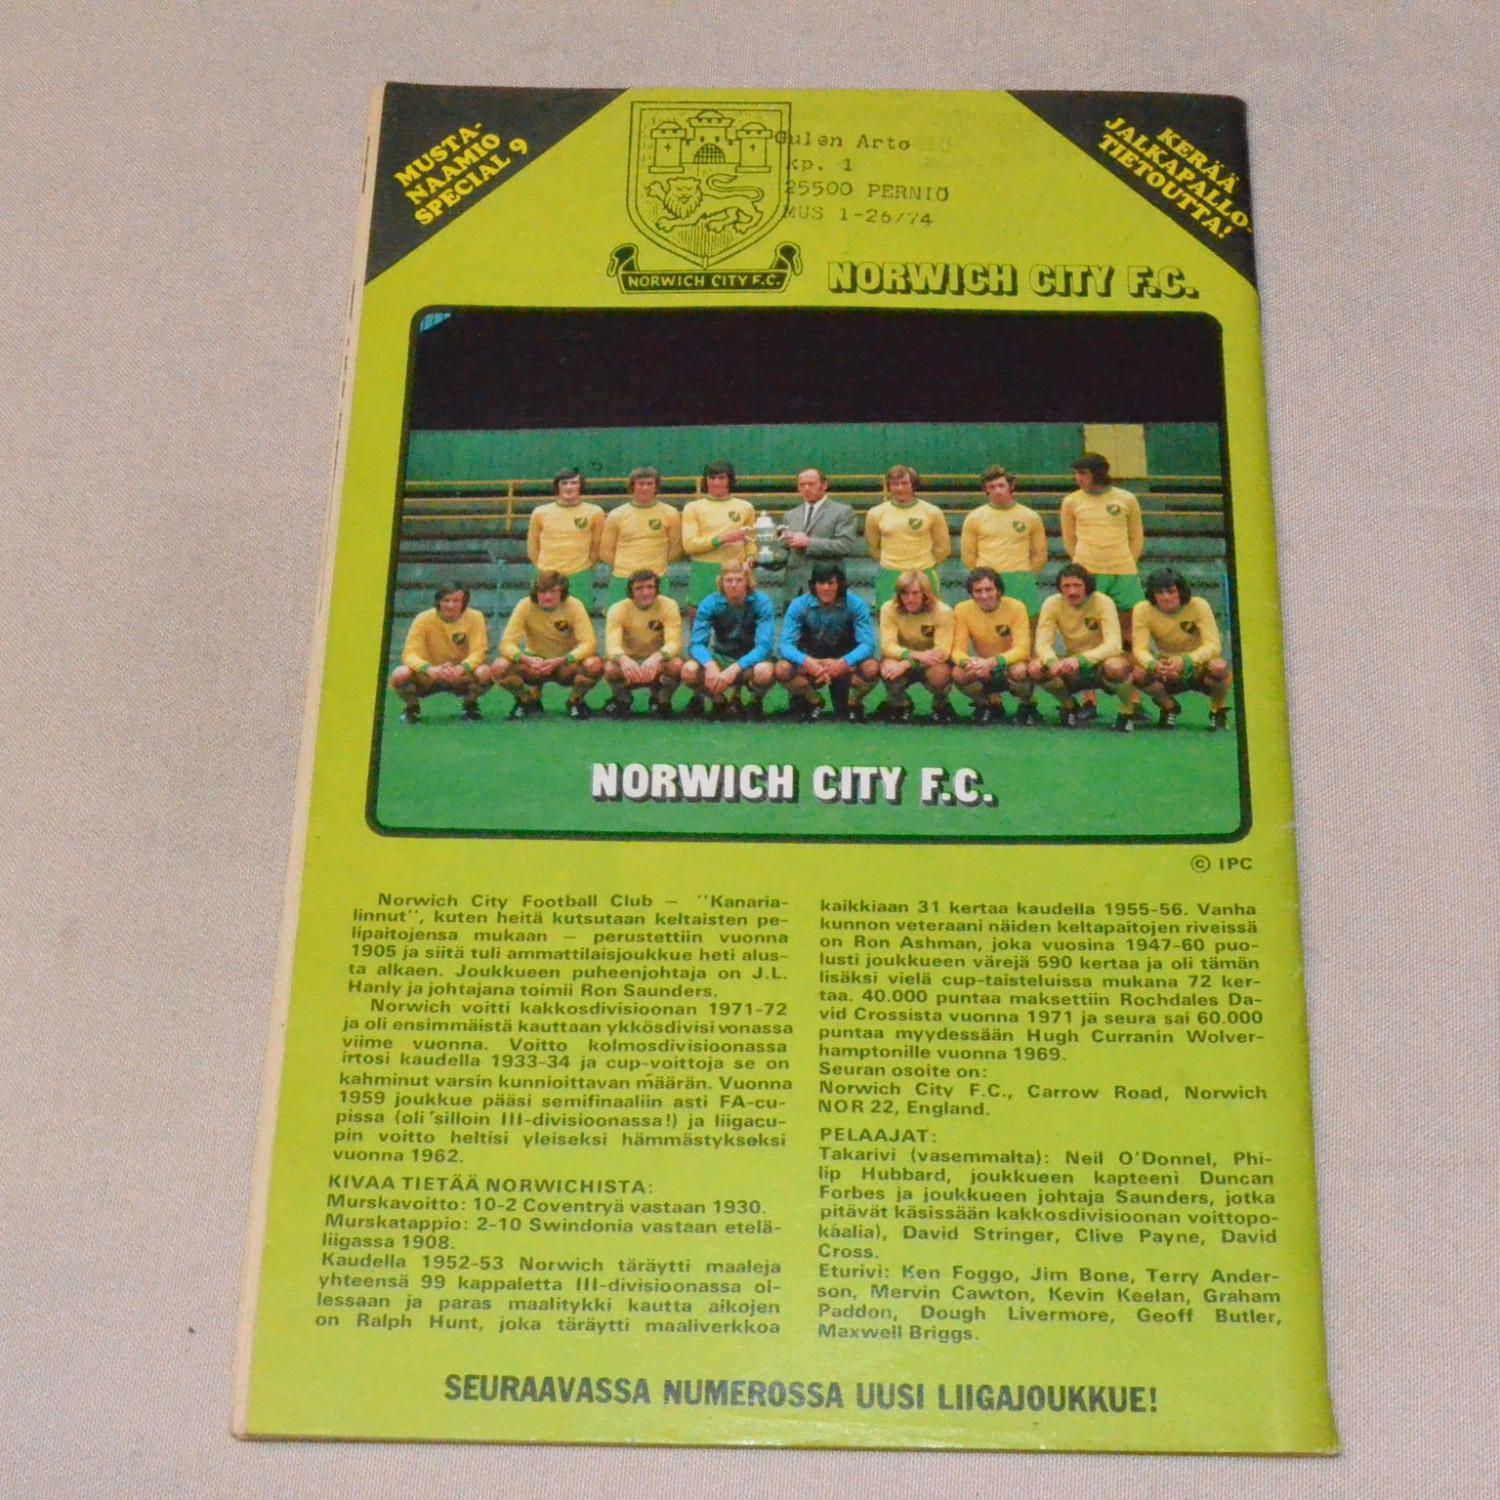 MUSTA-
NAAMIO
SPECIAL 9
KERÄÄ
JALKAPALLO-
TIETOUTTA!
Gulen Arto
kp. 1
25500 PERNIÖ
MUS 1-26/74
NORWICH CITY F.C.
NORWICH CITY F.C.
NORWICH CITY F.C.
© IPC
Norwich City Football Club — "Kanaria-
linnut", kuten heitä kutsutaan keltaisten pe-
lipaitojensa mukaan — perustettiin vuonna
1905 ja siitä tuli ammattilaisjoukkue heti alus-
ta alkaen. Joukkueen puheenjohtaja on J.L.
Hanly ja johtajana toimii Ron Saunders.
Norwich voitti kakkosdivisioonan 1971-72
ja oli ensimmäistä kauttaan ykkösdivisivonassa
viime vuonna. Voitto kolmosdivisioonassa
irtosi kaudella 1933-34 ja cup-voittoja se on
kahminut varsin kunnioittavan määrän. Vuonna
1959 joukkue pääsi semifinaaliin asti FA-cu-
pissa (oli silloin III-divisioonassa!) ja liigacu-
pin voitto heltisi yleiseksi hämmästykseksi
vuonna 1962.
KIVAA TIETÄÄ NORWICHISTA:
Murskavoitto: 10-2 Coventryä vastaan 1930.
Murskatappio: 2-10 Swindonia vastaan etelä-
liigassa 1908.
Kaudella 1952-53 Norwich täräytti maaleja
yhteensä 99 kappaletta III-divisioonassa ol-
lessaan ja paras maalitykki kautta aikojen
on Ralph Hunt, joka täräytti maaliverkkoa
kaikkiaan 31 kertaa kaudella 1955-56. Vanha
kunnon veteraani näiden keltapaitojen riveissä
on Ron Ashman, joka vuosina 1947-60 puo-
lusti joukkueen värejä 590 kertaa ja oli tämän
lisäksi vielä cup-taisteluissa mukana 72 ker-
taa. 40.000 puntaa maksettiin Rochdales Da-
vid Crossista vuonna 1971 ja seura sai 60.000
puntaa myydessään Hugh Curranin Wolver-
hamptonille vuonna 1969.
Seuran osoite on:
Norwich City F.C., Carrow Road, Norwich
NOR 22, England.
PELAAJAT:
Takarivi (vasemmalta): Neil O'Donnel, Phi-
lip Hubbard, joukkueen kapteeni Duncan
Forbes ja joukkueen johtaja Saunders, jotka
pitävät käsissään kakkosdivisioonan voittopo-
kaalia), David Stringer, Clive Payne, David
Cross.
Eturivi: Ken Foggo, Jim Bone, Terry Ander-
son, Mervin Cawton, Kevin Keelan, Graham
Paddon, Dough Livermore, Geoff Butler,
Maxwell Briggs.
SEURAAVASSA NUMEROSSA UUSI LIIGAJOUKKUE!